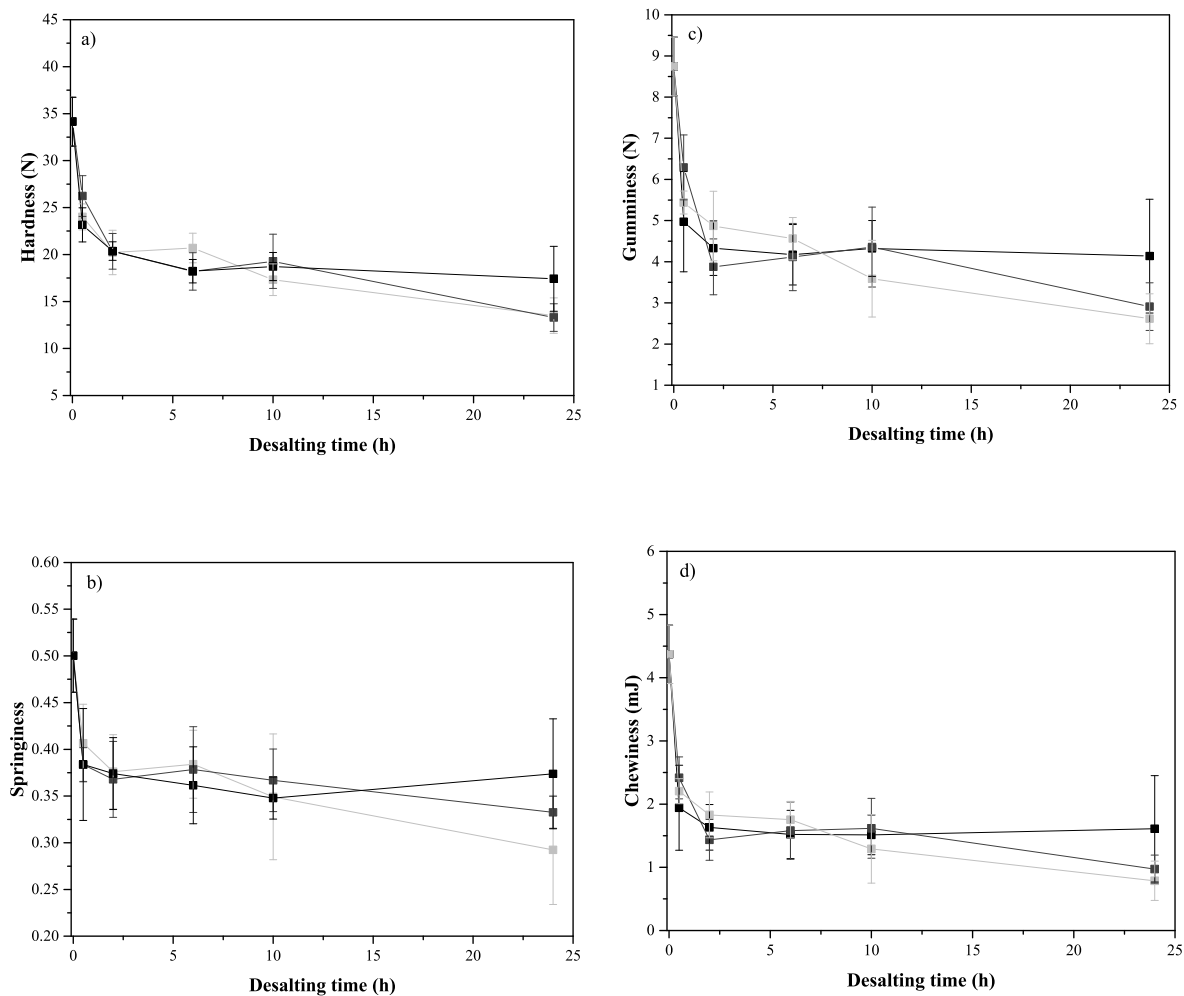 a)
45
40
35
30
25
20
15
10
5
Hardness (N)
0 5 10 15 20 25
Desalting time (h)
c)
10
9
8
7
6
5
4
3
2
1
Gumminess (N)
0 5 10 15 20 25
Desalting time (h)
b)
0.60
0.55
0.50
0.45
0.40
0.35
0.30
0.25
0.20
Springiness
0 5 10 15 20 25
Desalting time (h)
d)
6
5
4
3
2
1
0
Chewiness (mJ)
0 5 10 15 20 25
Desalting time (h)